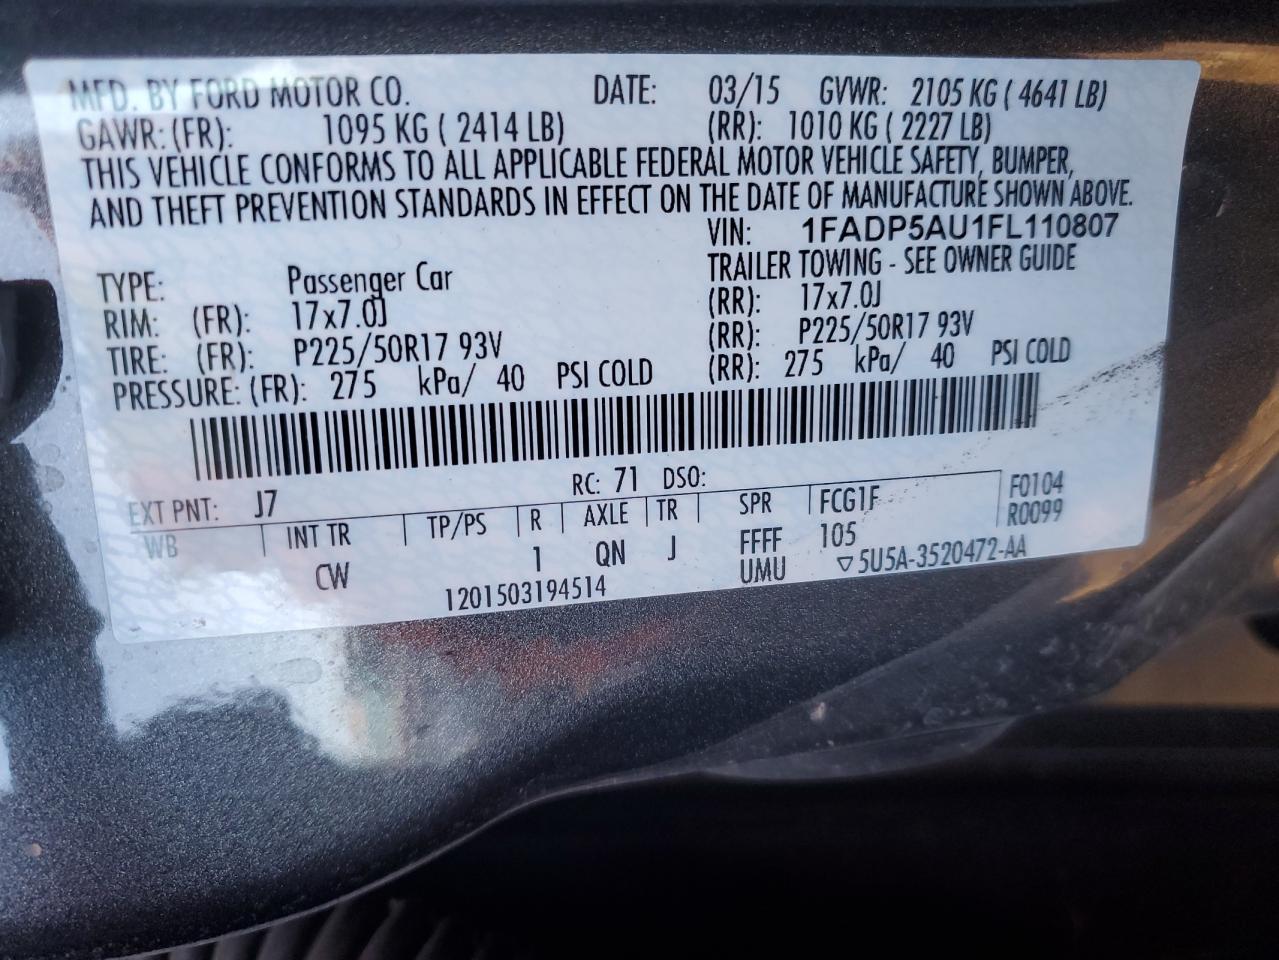 MFD. BY FORD MOTOR CO. DATE: 03/15 GVWR: 2105 KG ( 4641 LB)
GAWR: (FR): 1095 KG ( 2414 LB) (RR): 1010 KG ( 2227 LB)
THIS VEHICLE CONFORMS TO ALL APPLICABLE FEDERAL MOTOR VEHICLE SAFETY, BUMPER,
AND THEFT PREVENTION STANDARDS IN EFFECT ON THE DATE OF MANUFACTURE SHOWN ABOVE.
VIN: 1FADP5AU1FL110807
TYPE: Passenger Car TRAILER TOWING - SEE OWNER GUIDE
RIM: (FR): 17x7.0J (RR): 17x7.0J
TIRE: (FR): P225/50R17 93V (RR): P225/50R17 93V
PRESSURE: (FR): 275 kPa/ 40 PSI COLD (RR): 275 kPa/ 40 PSI COLD
EXT PNT: J7 RC: 71 DSO:
WB INT TR TP/PS R AXLE TR SPR FCG1F F0104
CW 1 QN J FFFF 105 R0099
1201503194514 UMU ▽5U5A-3520472-AA